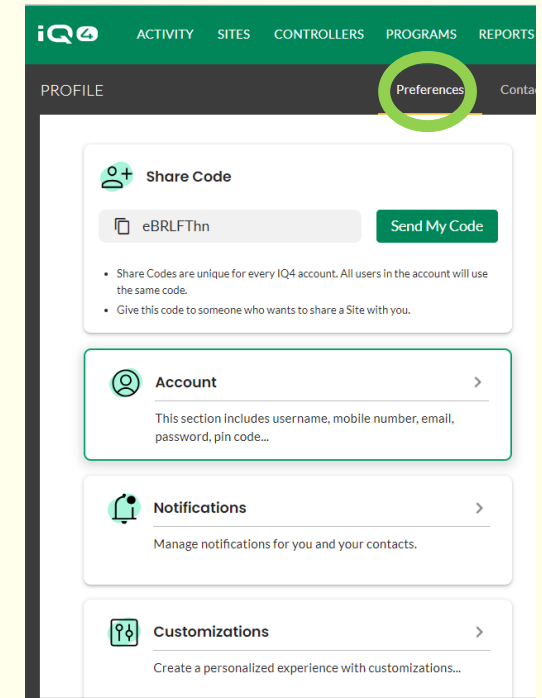 iQ4 ACTIVITY SITES CONTROLLERS PROGRAMS REPORTS
PROFILE Preferences Conta
Share Code
eBRLFThn Send My Code
• Share Codes are unique for every IQ4 account. All users in the account will use
the same code.
• Give this code to someone who wants to share a Site with you.
Account
This section includes username, mobile number, email,
password, pin code...
Notifications
Manage notifications for you and your contacts.
Customizations
Create a personalized experience with customizations...